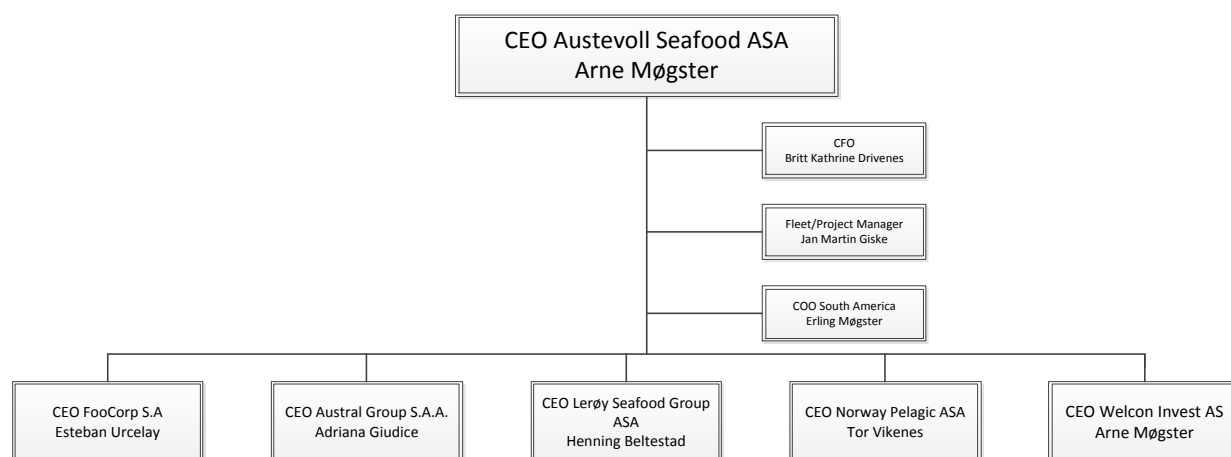 CEO Austevoll Seafood ASA
Arne Møgster
CFO
Britt Kathrine Drivenes
Fleet/Project Manager
Jan Martin Giske
COO South America
Erling Møgster
CEO FooCorp S.A
Esteban Urcelay
CEO Austral Group S.A.A.
Adriana Giudice
CEO Lerøy Seafood Group
ASA
Henning Beltestad
CEO Norway Pelagic ASA
Tor Vikenes
CEO Welcon Invest AS
Arne Møgster